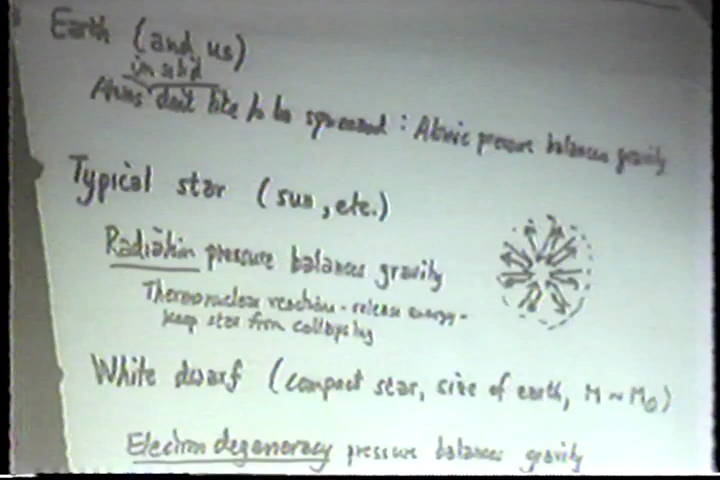 Earth (and us)
in solid
Atoms don't like to be squeezed : Atomic pressure balances gravity
Typical star (sun, etc.)
Radiation pressure balances gravity
Thermonuclear reactions - release energy -
keep star from collapsing
White dwarf (compact star, size of earth, M ~ M⊙)
Electron degeneracy pressure balances gravity